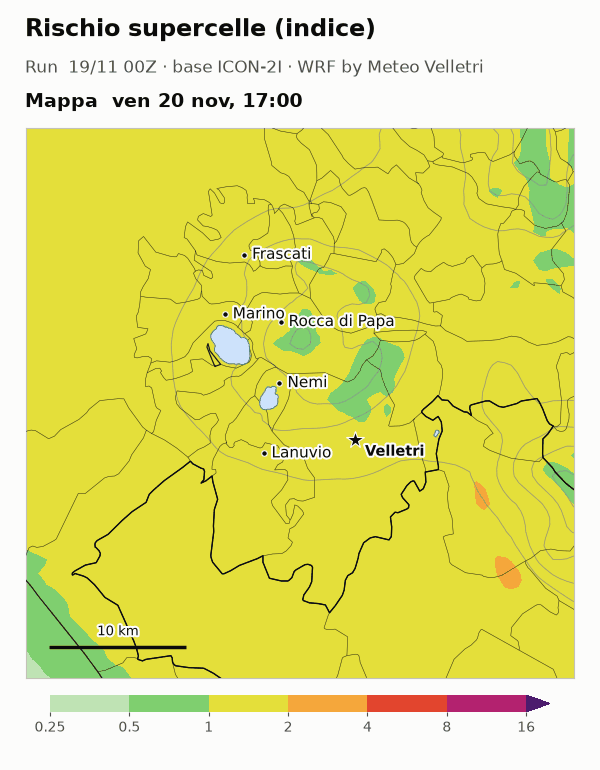 Rischio supercelle (indice)
Run  19/11 00Z · base ICON-2I · WRF by Meteo Velletri
Mappa  ven 20 nov, 17:00
Frascati
Marino
Rocca di Papa
Nemi
Velletri
Lanuvio
10 km
0.25 0.5 1 2 4 8 16